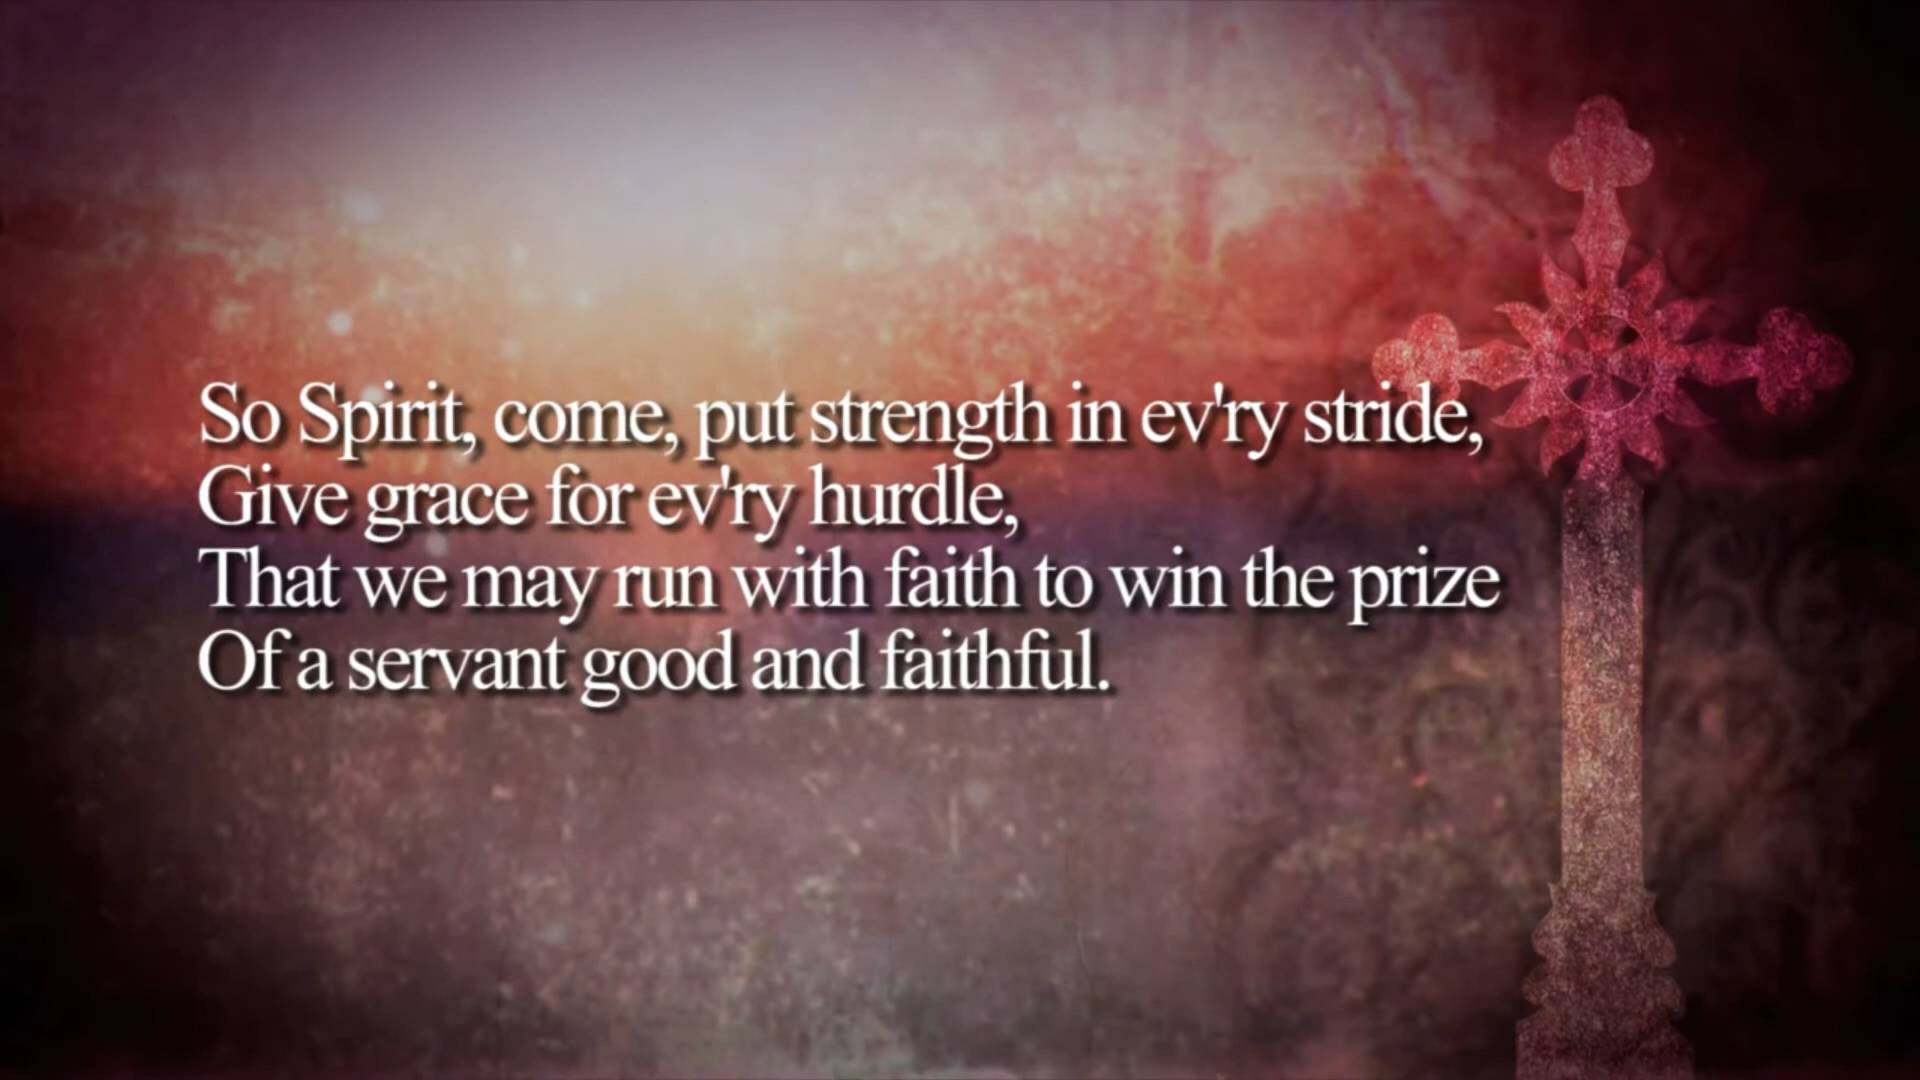 So Spirit, come, put strength in ev'ry stride,
Give grace for ev'ry hurdle,
That we may run with faith to win the prize
Of a servant good and faithful.